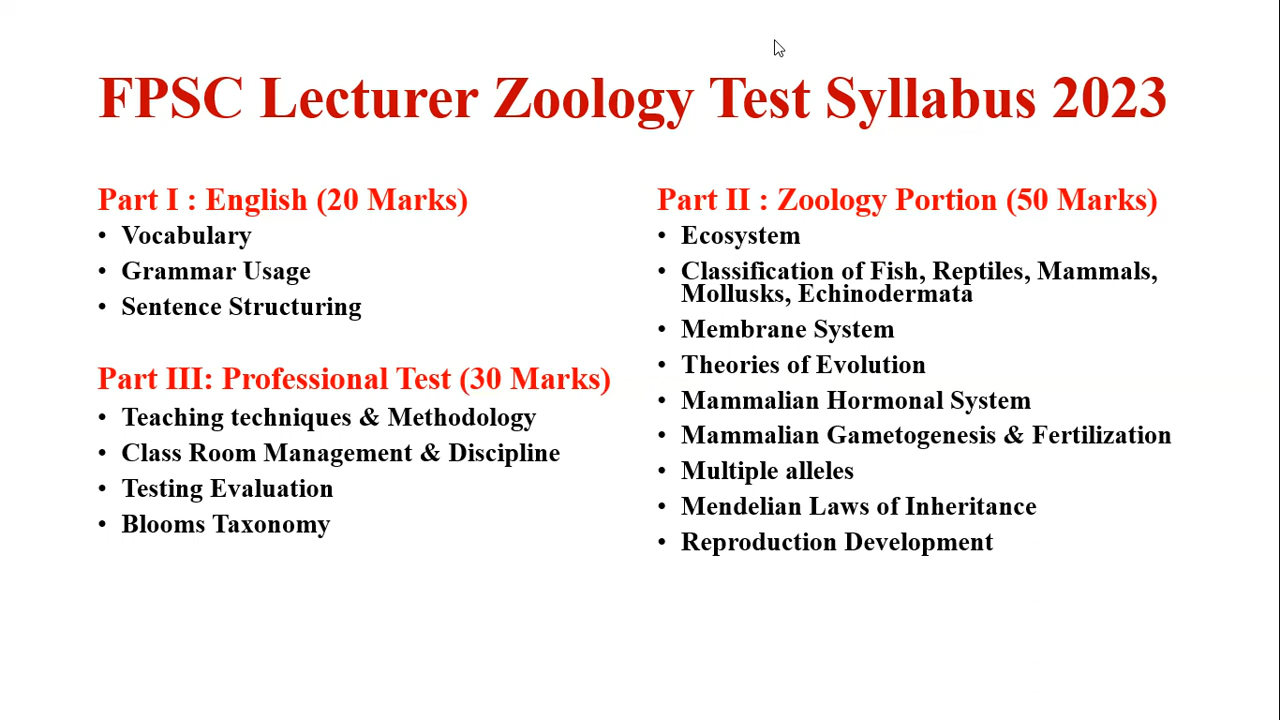 FPSC Lecturer Zoology Test Syllabus 2023
Part I : English (20 Marks)
• Vocabulary
• Grammar Usage
• Sentence Structuring
Part III: Professional Test (30 Marks)
• Teaching techniques & Methodology
• Class Room Management & Discipline
• Testing Evaluation
• Blooms Taxonomy
Part II : Zoology Portion (50 Marks)
• Ecosystem
• Classification of Fish, Reptiles, Mammals,
Mollusks, Echinodermata
• Membrane System
• Theories of Evolution
• Mammalian Hormonal System
• Mammalian Gametogenesis & Fertilization
• Multiple alleles
• Mendelian Laws of Inheritance
• Reproduction Development